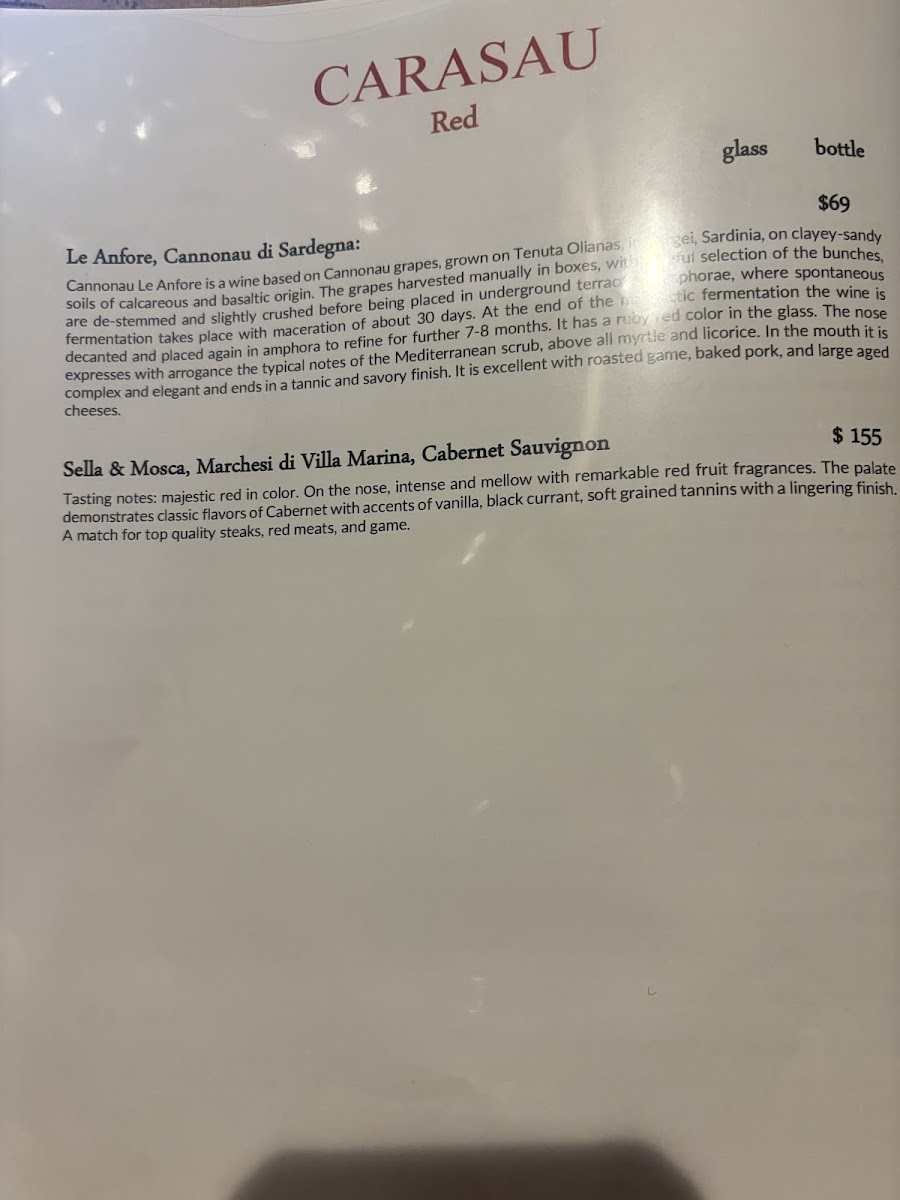 CARASAU
Red
glass bottle
$69
Le Anfore, Cannonau di Sardegna:
Cannonau Le Anfore is a wine based on Cannonau grapes, grown on Tenuta Olianas, Sardinia, on clayey-sandy
soils of calcareous and basaltic origin. The grapes harvested manually in boxes, with selection of the bunches,
are de-stemmed and slightly crushed before being placed in underground where spontaneous
fermentation takes place with maceration of about 30 days. At the end of the fermentation the wine is
decanted and placed again in amphora to refine for further 7-8 months. It has a ruby red color in the glass. The nose
expresses with arrogance the typical notes of the Mediterranean scrub, above all myrtle and licorice. In the mouth it is
complex and elegant and ends in a tannic and savory finish. It is excellent with roasted game, baked pork, and large aged
cheeses.
$ 155
Sella & Mosca, Marchesi di Villa Marina, Cabernet Sauvignon
Tasting notes: majestic red in color. On the nose, intense and mellow with remarkable red fruit fragrances. The palate
demonstrates classic flavors of Cabernet with accents of vanilla, black currant, soft grained tannins with a lingering finish.
A match for top quality steaks, red meats, and game.